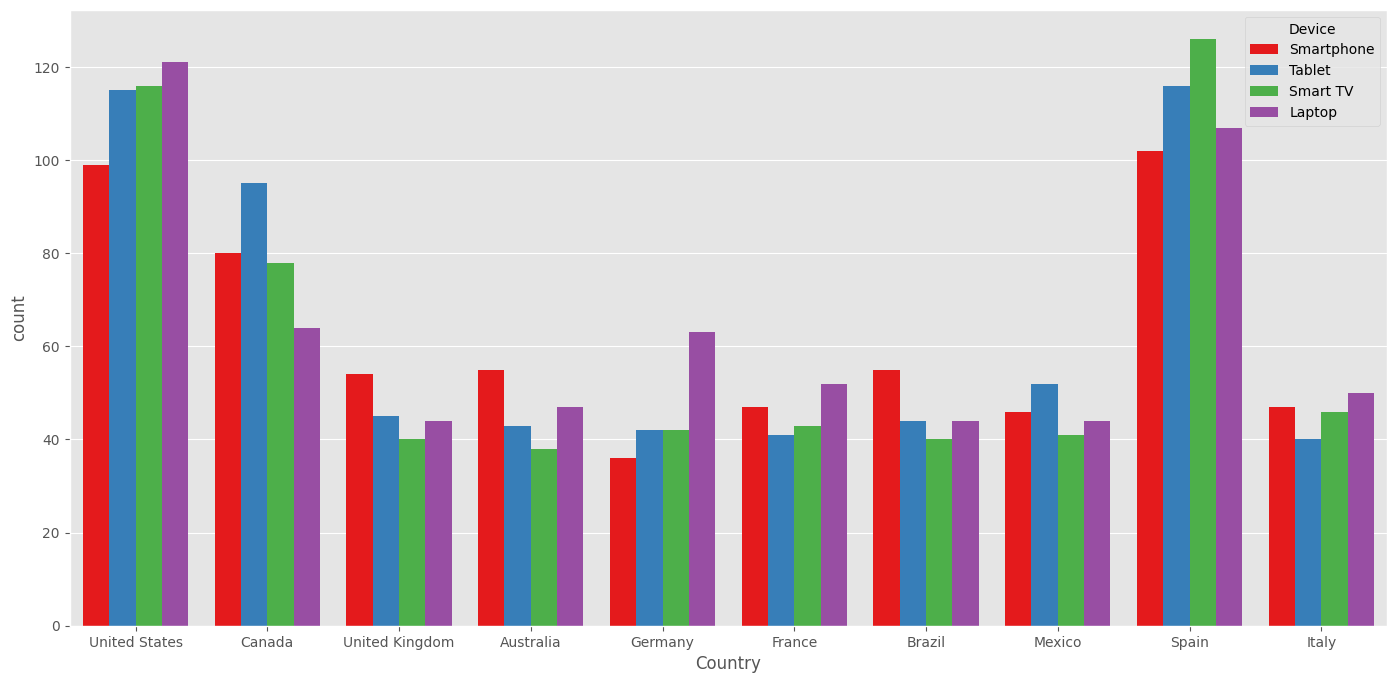 Device
Smartphone
Tablet
Smart TV
Laptop
count
120
100
80
60
40
20
0
United States Canada United Kingdom Australia Germany France Brazil Mexico Spain Italy
Country